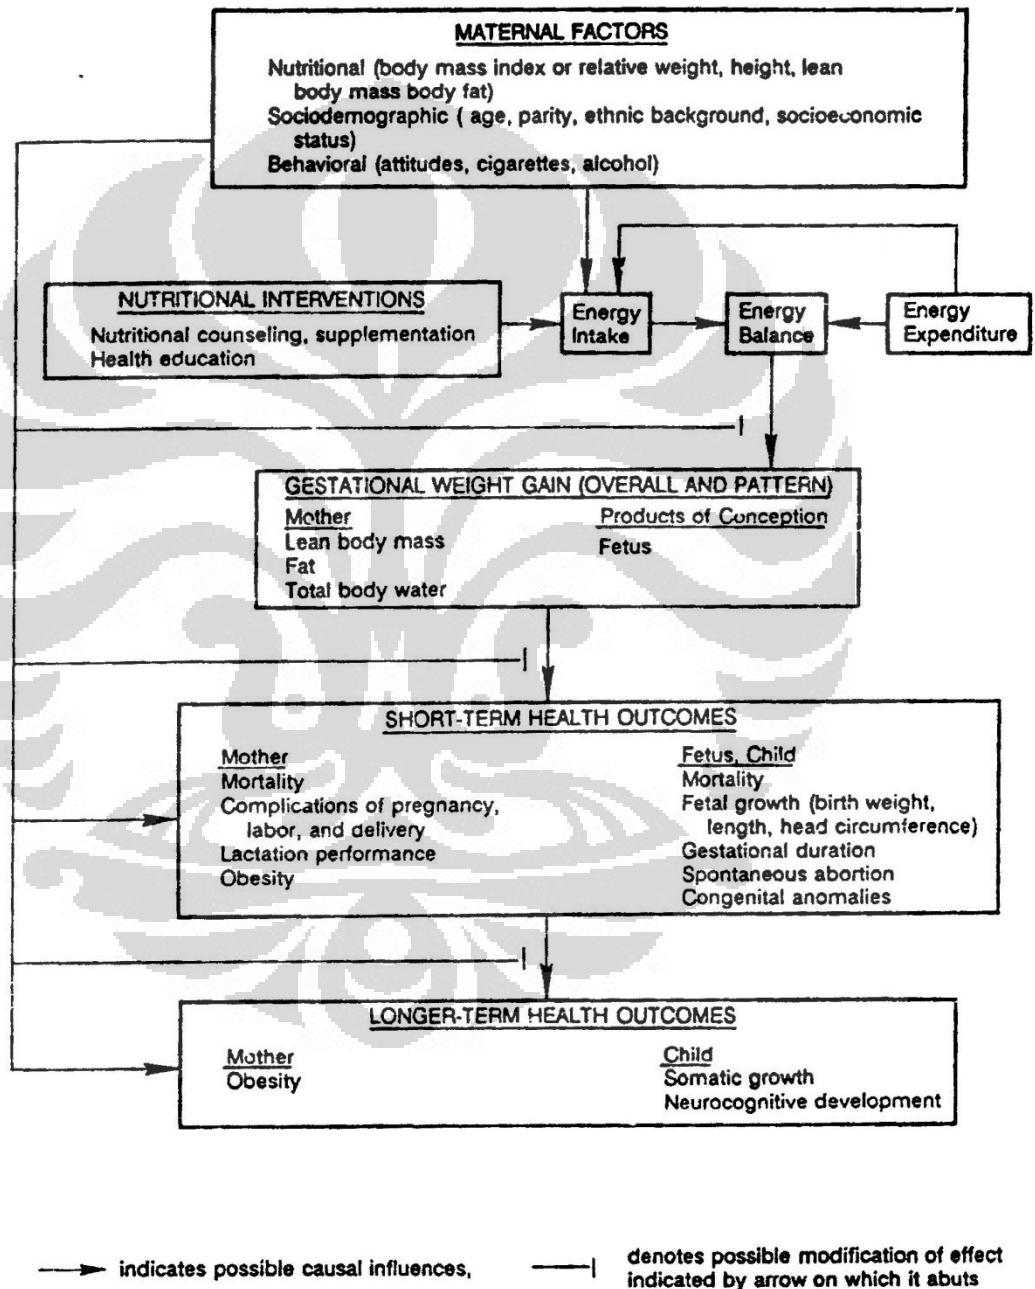 MATERNAL FACTORS
Nutritional (body mass index or relative weight, height, lean
body mass body fat)
Sociodemographic ( age, parity, ethnic background, socioeconomic
status)
Behavioral (attitudes, cigarettes, alcohol)
NUTRITIONAL INTERVENTIONS
Nutritional counseling, supplementation
Health education
Energy
Intake
Energy
Balance
Energy
Expenditure
GESTATIONAL WEIGHT GAIN (OVERALL AND PATTERN)
Mother
Lean body mass
Fat
Total body water
Products of Conception
Fetus
SHORT-TERM HEALTH OUTCOMES
Mother
Mortality
Complications of pregnancy,
labor, and delivery
Lactation performance
Obesity
Fetus, Child
Mortality
Fetal growth (birth weight,
length, head circumference)
Gestational duration
Spontaneous abortion
Congenital anomalies
LONGER-TERM HEALTH OUTCOMES
Mother
Obesity
Child
Somatic growth
Neurocognitive development
indicates possible causal influences,
denotes possible modification of effect
indicated by arrow on which it abuts